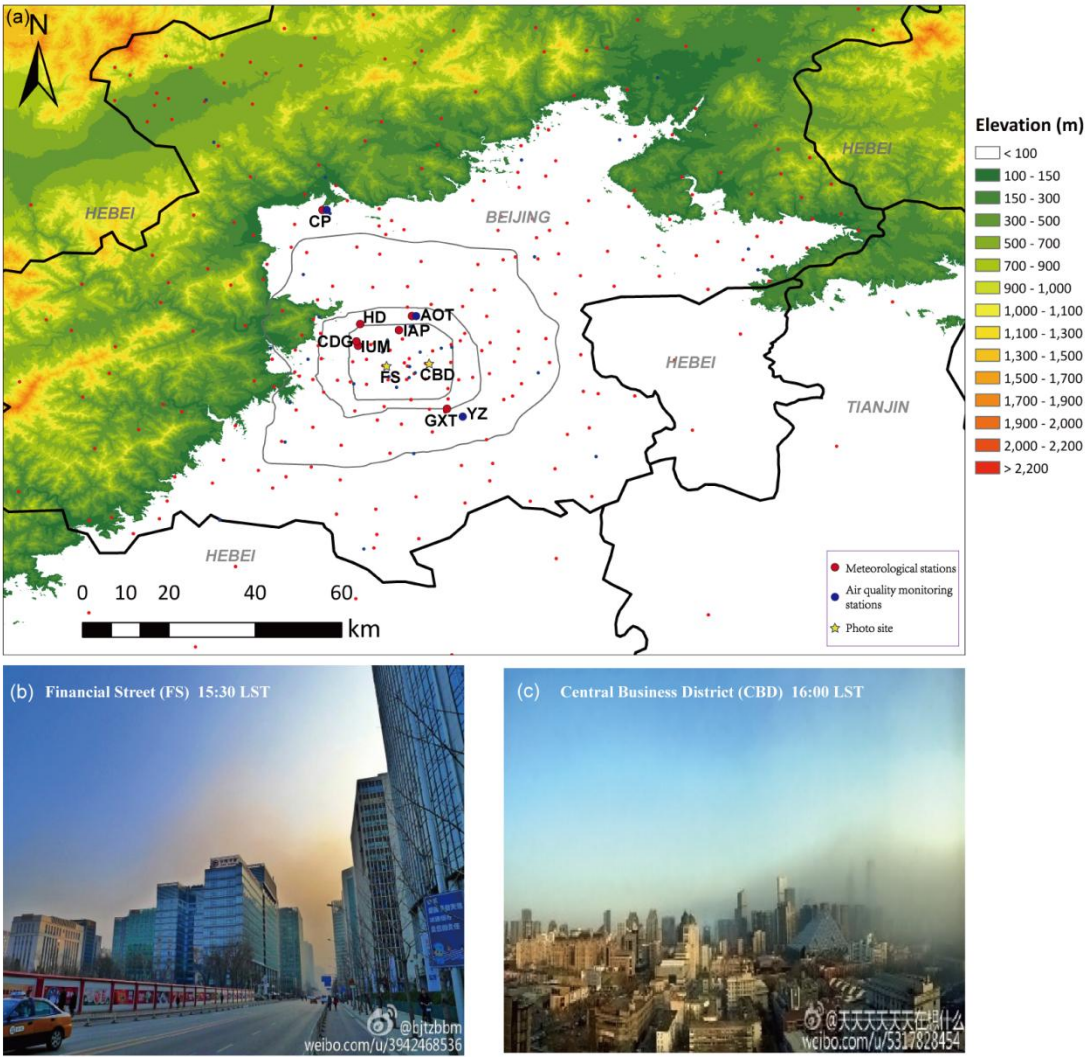 (a)
N
Elevation (m)
< 100
100 - 150
150 - 300
300 - 500
500 - 700
700 - 900
900 - 1,000
1,000 - 1,100
1,100 - 1,300
1,300 - 1,500
1,500 - 1,700
1,700 - 1,900
1,900 - 2,000
2,000 - 2,200
> 2,200
HEBEI
HEBEI
BEIJING
CP
HD
AOT
IAP
CDG
IUM
FS
CBD
GXT
YZ
HEBEI
TIANJIN
HEBEI
0 10 20 40 60
km
Meteorological stations
Air quality monitoring
stations
Photo site
(b) Financial Street (FS) 15:30 LST
@bjtzbbm
weibo.com/u/3942468536
(c) Central Business District (CBD) 16:00 LST
@天天天天天天在想什么
weibo.com/u/5317828454